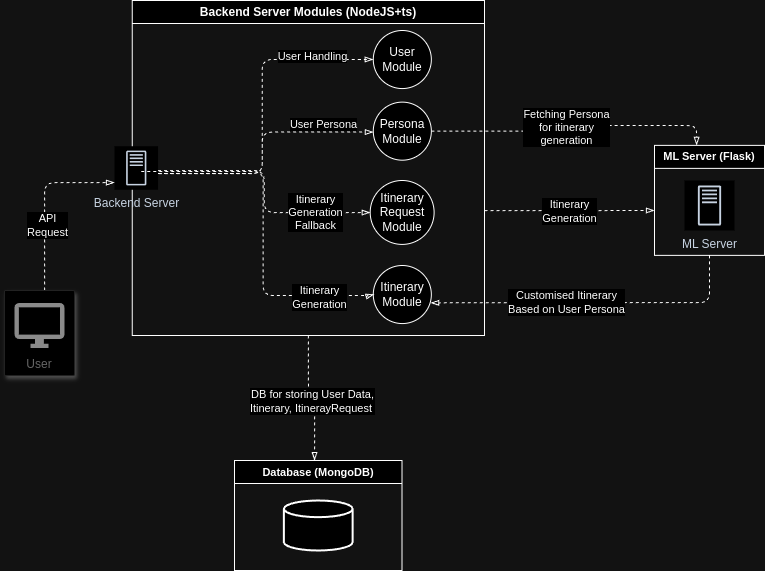 Backend Server Modules (NodeJS+ts)
User Handling
User
Module
User Persona
Persona
Module
Fetching Persona
for itinerary
generation
ML Server (Flask)
Backend Server
Itinerary
Generation
Fallback
Itinerary
Request
Module
Itinerary
Generation
ML Server
API
Request
Itinerary
Generation
Itinerary
Module
Customised Itinerary
Based on User Persona
User
DB for storing User Data,
Itinerary, ItinerayRequest
Database (MongoDB)